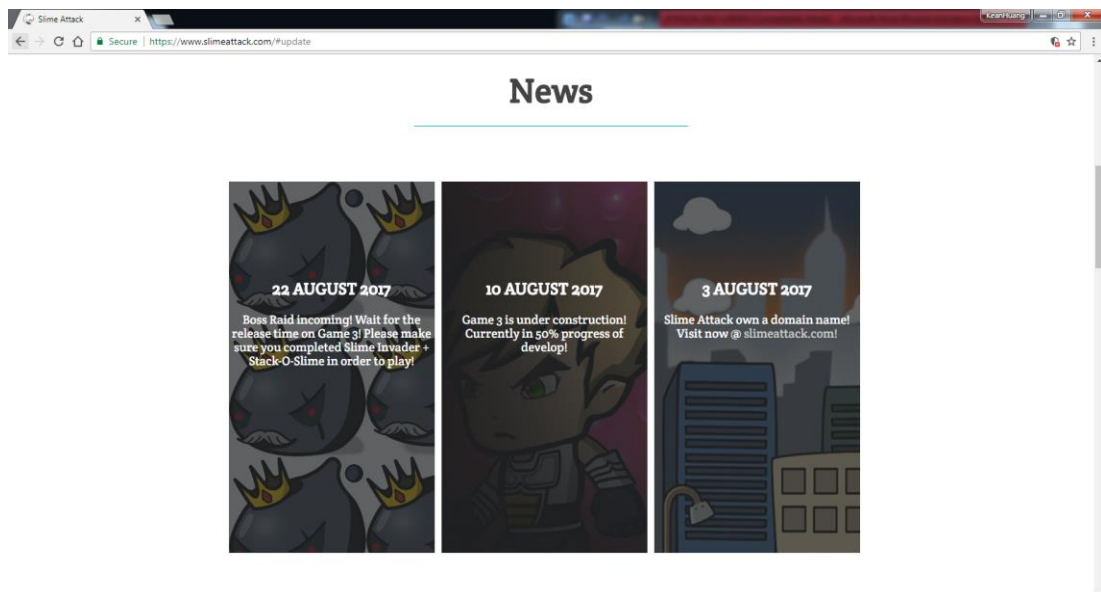 Slime Attack
KeanHuang
Secure | https://www.slimeattack.com/#update
News
22 AUGUST 2017
Boss Raid incoming! Wait for the
release time on Game 3! Please make
sure you completed Slime Invader +
Stack-O-Slime in order to play!
10 AUGUST 2017
Game 3 is under construction!
Currently in 50% progress of
develop!
3 AUGUST 2017
Slime Attack own a domain name!
Visit now @ slimeattack.com!